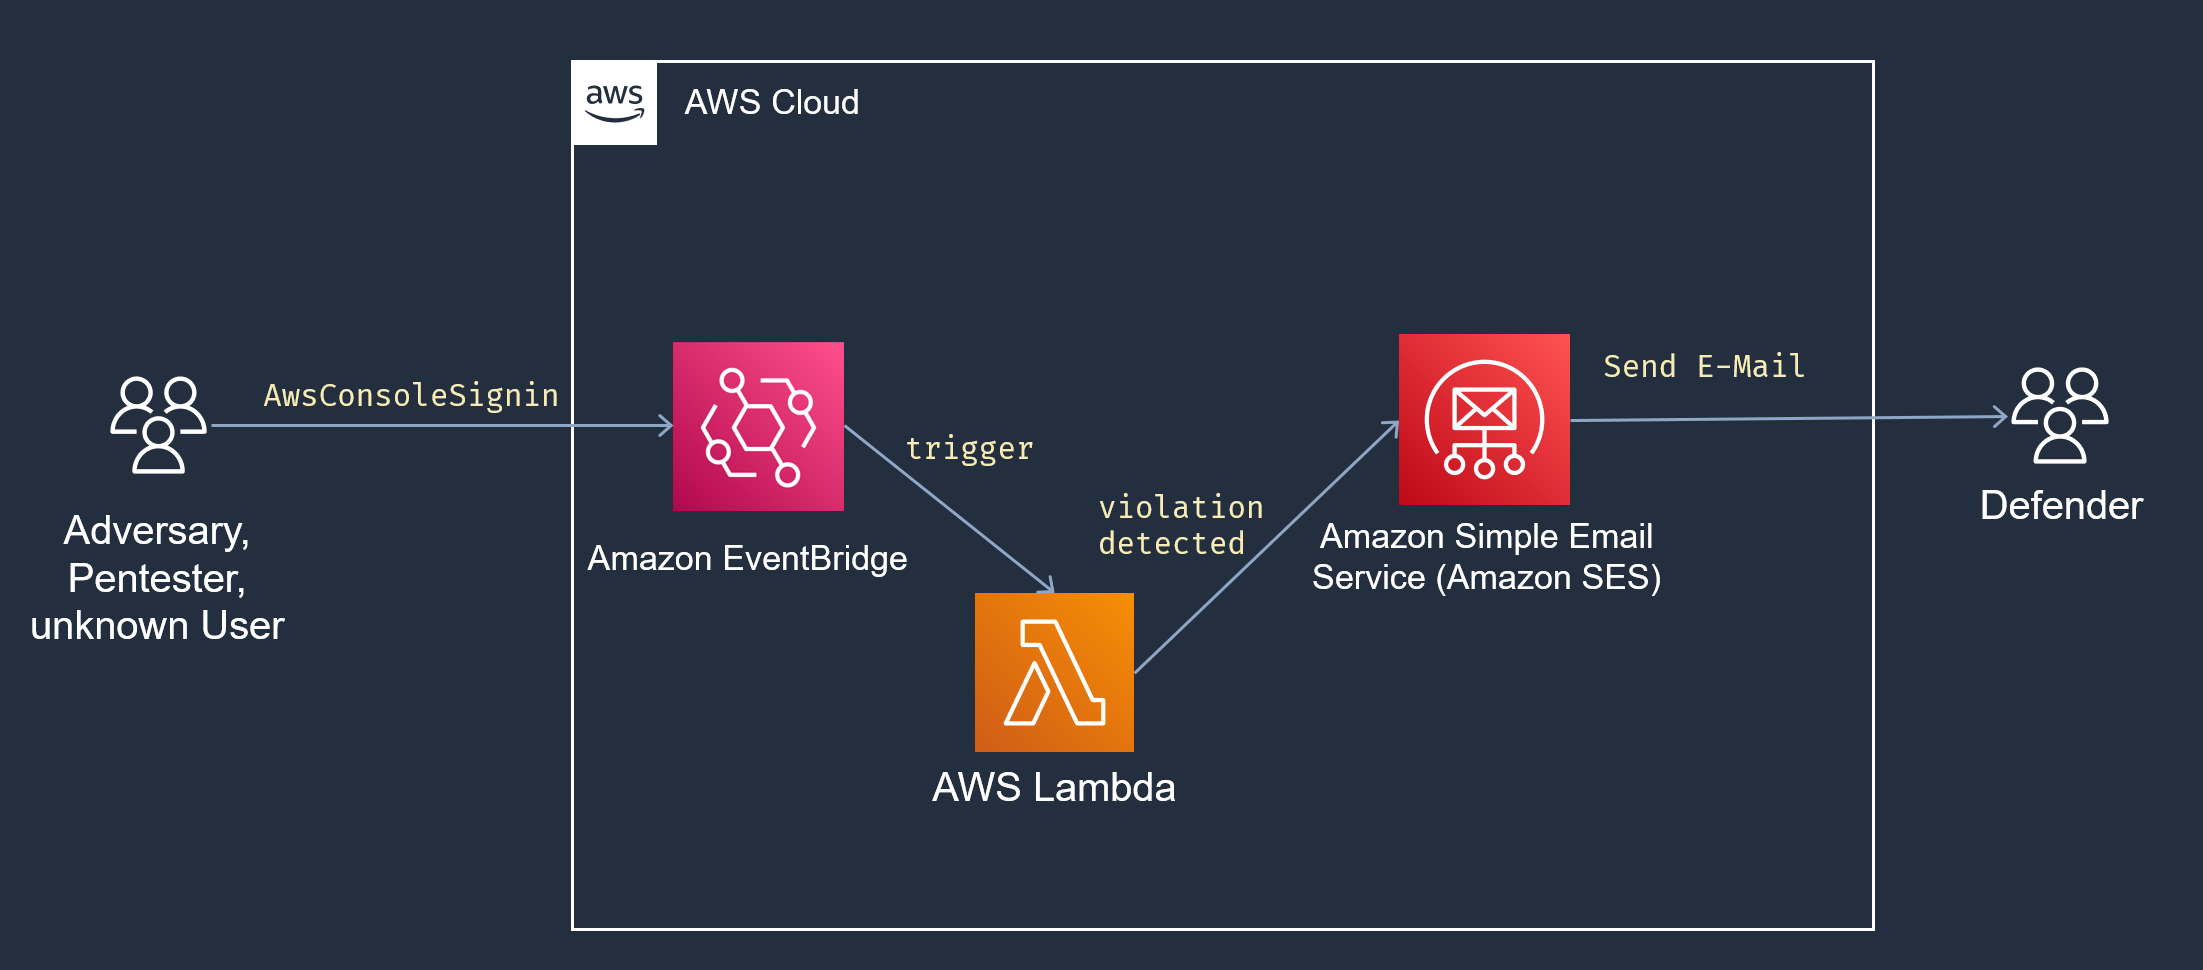 aws
AWS Cloud
AwsConsoleSignin
Adversary,
Pentester,
unknown User
Amazon EventBridge
trigger
AWS Lambda
violation
detected
Amazon Simple Email
Service (Amazon SES)
Send E-Mail
Defender